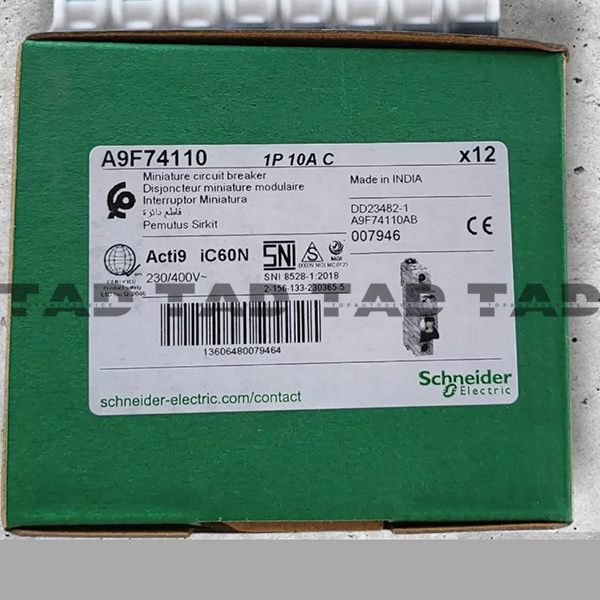 A9F74110 1P 10A C x12
Miniature circuit breaker Made in INDIA
Disjoncteur miniature modulaire
Interruptor Miniatura
قاطع دائرة
Pemutus Sirkit
DD23482-1
A9F74110AB
007946
CE
Acti9 iC60N SNI
230/400V~ SNI 8528-1:2018
2-156-133-230365-5
CERTIFIED
TAD TAD TAD TAD
13606480079464
Schneider
Electric
schneider-electric.com/contact